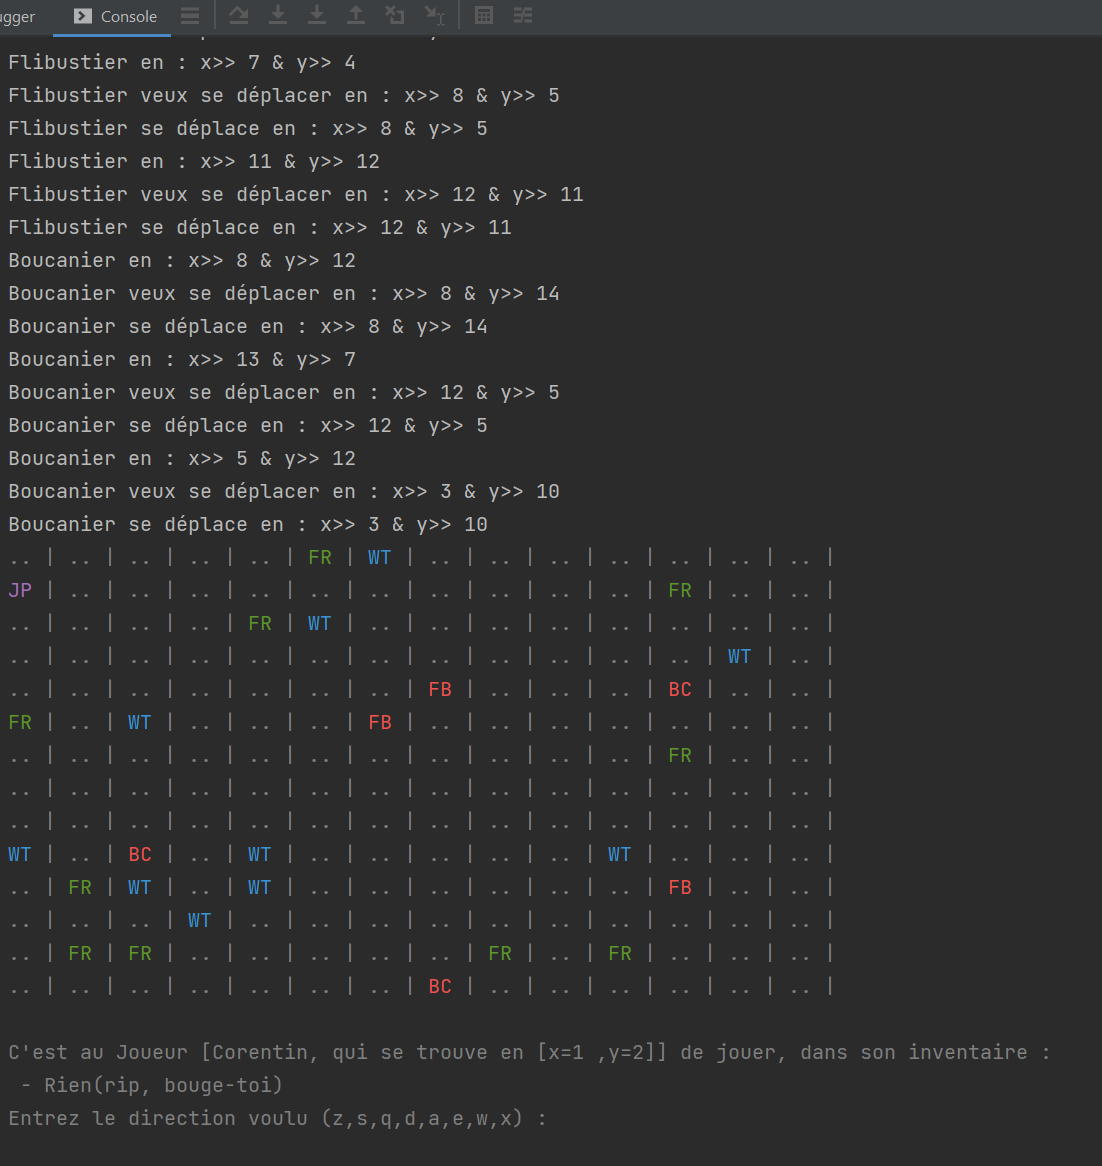 ugger Console
Flibustier en : x>> 7 & y>> 4
Flibustier veux se déplacer en : x>> 8 & y>> 5
Flibustier se déplace en : x>> 8 & y>> 5
Flibustier en : x>> 11 & y>> 12
Flibustier veux se déplacer en : x>> 12 & y>> 11
Flibustier se déplace en : x>> 12 & y>> 11
Boucanier en : x>> 8 & y>> 12
Boucanier veux se déplacer en : x>> 8 & y>> 14
Boucanier se déplace en : x>> 8 & y>> 14
Boucanier en : x>> 13 & y>> 7
Boucanier veux se déplacer en : x>> 12 & y>> 5
Boucanier se déplace en : x>> 12 & y>> 5
Boucanier en : x>> 5 & y>> 12
Boucanier veux se déplacer en : x>> 3 & y>> 10
Boucanier se déplace en : x>> 3 & y>> 10
.. | .. | .. | .. | .. | FR | WT | .. | .. | .. | .. | .. | .. | .. |
JP | .. | .. | .. | .. | .. | .. | .. | .. | .. | .. | FR | .. | .. |
.. | .. | .. | .. | FR | WT | .. | .. | .. | .. | .. | .. | .. | .. |
.. | .. | .. | .. | .. | .. | .. | .. | .. | .. | .. | .. | WT | .. |
.. | .. | .. | .. | .. | .. | .. | FB | .. | .. | .. | BC | .. | .. |
FR | .. | WT | .. | .. | .. | FB | .. | .. | .. | .. | .. | .. | .. |
.. | .. | .. | .. | .. | .. | .. | .. | .. | .. | .. | FR | .. | .. |
.. | .. | .. | .. | .. | .. | .. | .. | .. | .. | .. | .. | .. | .. |
.. | .. | .. | .. | .. | .. | .. | .. | .. | .. | .. | .. | .. | .. |
WT | .. | BC | .. | WT | .. | .. | .. | .. | .. | WT | .. | .. | .. |
.. | FR | WT | .. | WT | .. | .. | .. | .. | .. | .. | FB | .. | .. |
.. | .. | .. | WT | .. | .. | .. | .. | .. | .. | .. | .. | .. | .. |
.. | FR | FR | .. | .. | .. | .. | .. | FR | .. | FR | .. | .. | .. |
.. | .. | .. | .. | .. | .. | .. | BC | .. | .. | .. | .. | .. | .. |
C'est au Joueur [Corentin, qui se trouve en [x=1 ,y=2]] de jouer, dans son inventaire :
- Rien(rip, bouge-toi)
Entrez le direction voulu (z,s,q,d,a,e,w,x) :